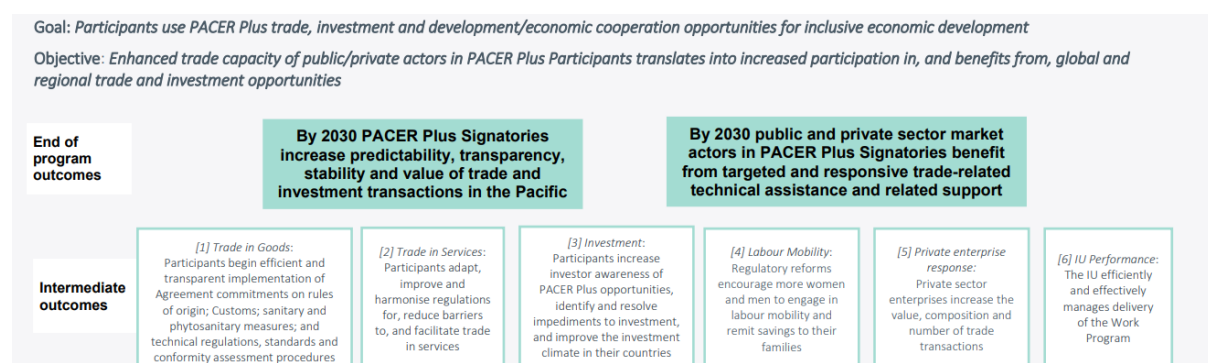 Goal: Participants use PACER Plus trade, investment and development/economic cooperation opportunities for inclusive economic development
Objective: Enhanced trade capacity of public/private actors in PACER Plus Participants translates into increased participation in, and benefits from, global and
regional trade and investment opportunities
End of
program
outcomes
By 2030 PACER Plus Signatories
increase predictability, transparency,
stability and value of trade and
investment transactions in the Pacific
By 2030 public and private sector market
actors in PACER Plus Signatories benefit
from targeted and responsive trade-related
technical assistance and related support
Intermediate
outcomes
[1] Trade in Goods:
Participants begin efficient and
transparent implementation of
Agreement commitments on rules
of origin; Customs; sanitary and
phytosanitary measures; and
technical regulations, standards and
conformity assessment procedures
[2] Trade in Services:
Participants adapt,
improve and
harmonise regulations
for, reduce barriers
to, and facilitate trade
in services
[3] Investment:
Participants increase
investor awareness of
PACER Plus opportunities,
identify and resolve
impediments to investment,
and improve the investment
climate in their countries
[4] Labour Mobility:
Regulatory reforms
encourage more women
and men to engage in
labour mobility and
remit savings to their
families
[5] Private enterprise
response:
Private sector
enterprises increase the
value, composition and
number of trade
transactions
[6] IU Performance:
The IU efficiently
and effectively
manages delivery
of the Work
Program